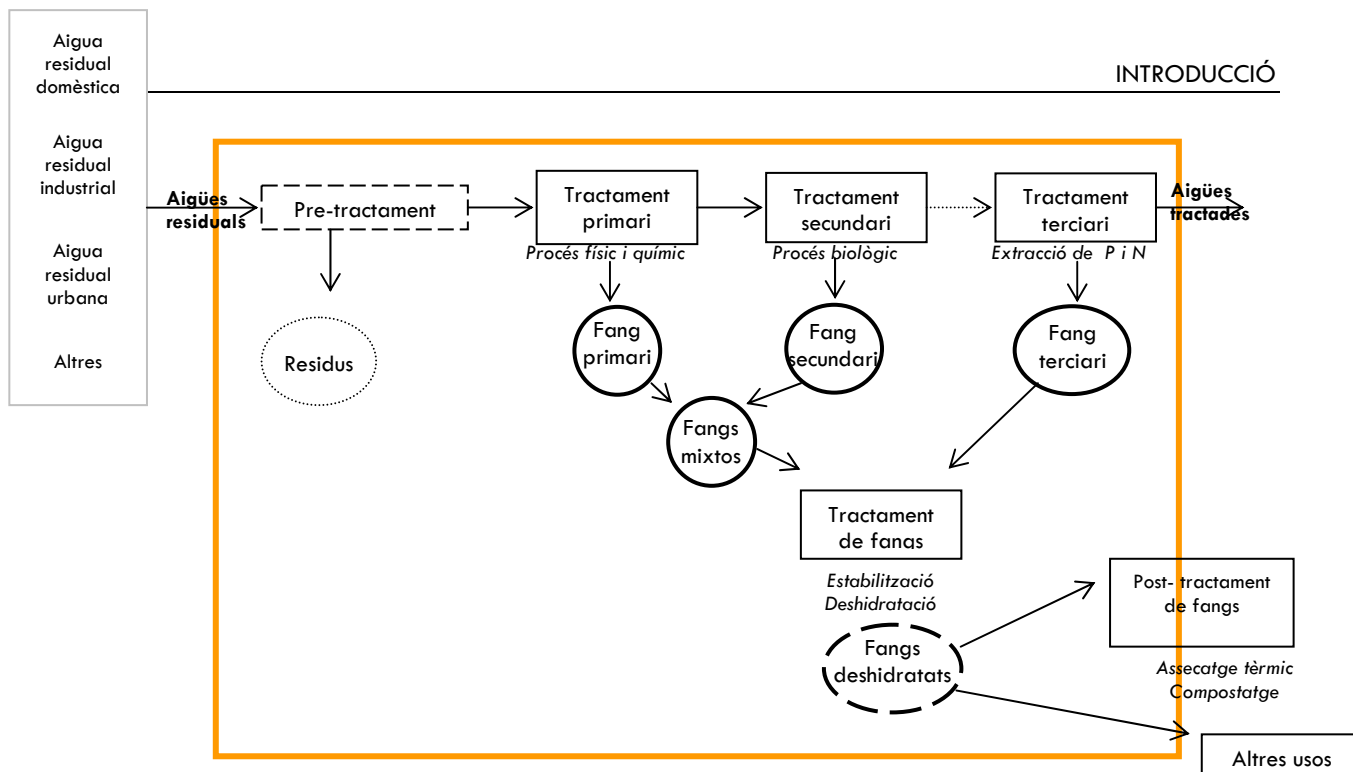 INTRODUCCIÓ
Aigua
residual
domèstica
Aigua
residual
industrial
Aigua
residual
urbana
Altres
Aigües
residuals
Pre-tractament
Tractament
primari
Procés físic i químic
Tractament
secundari
Procés biològic
Tractament
terciari
Extracció de P i N
Aigües
tractades
Residus
Fang
primari
Fang
secundari
Fang
terciari
Fangs
mixtos
Tractament
de fangs
Estabilització
Deshidratació
Fangs
deshidratats
Post- tractament
de fangs
Assecatge tèrmic
Compostatge
Altres usos